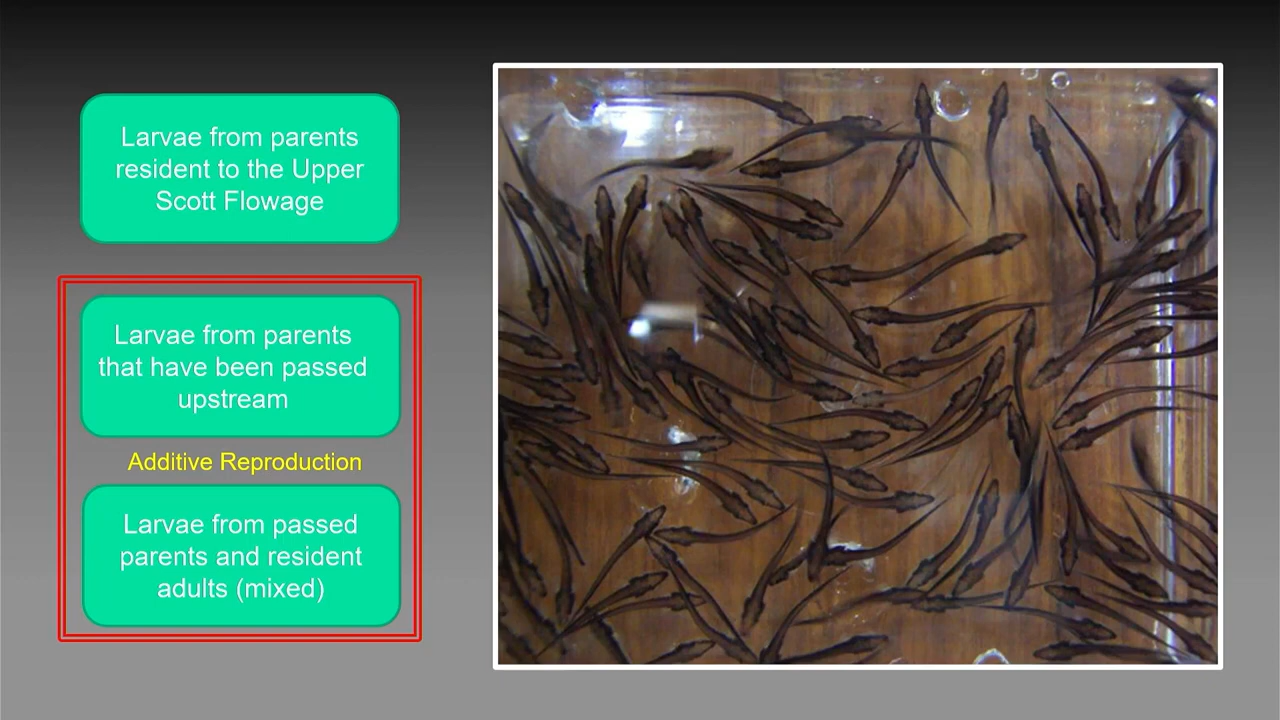 Larvae from parents
resident to the Upper
Scott Flowage
Larvae from parents
that have been passed
upstream
Additive Reproduction
Larvae from passed
parents and resident
adults (mixed)